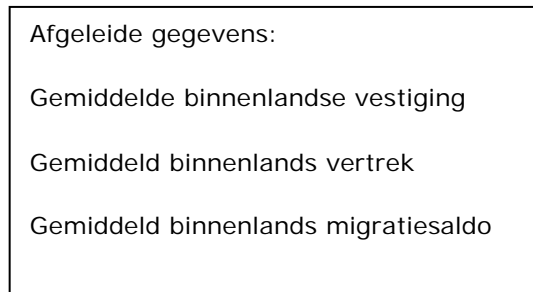 Afgeleide gegevens:
Gemiddelde binnenlandse vestiging
Gemiddeld binnenlands vertrek
Gemiddeld binnenlands migratiesaldo